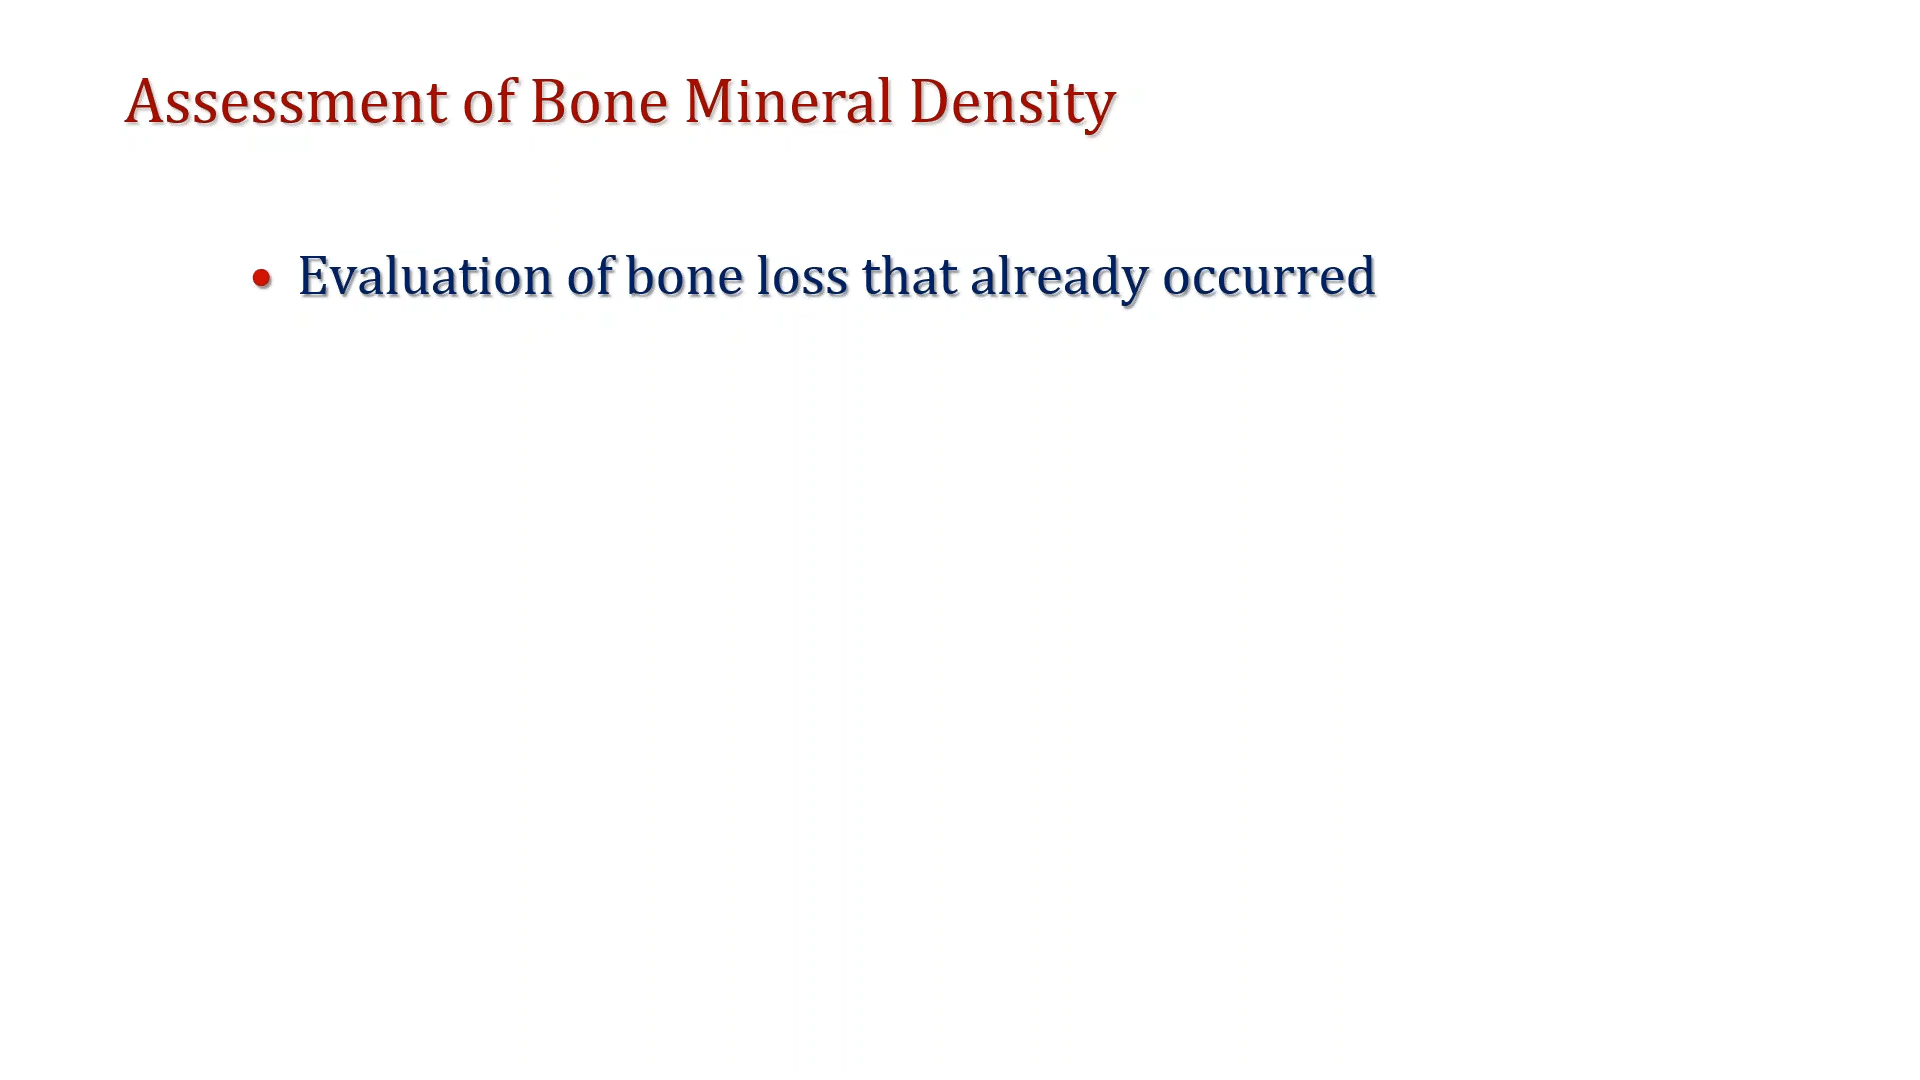 Assessment of Bone Mineral Density
• Evaluation of bone loss that already occurred